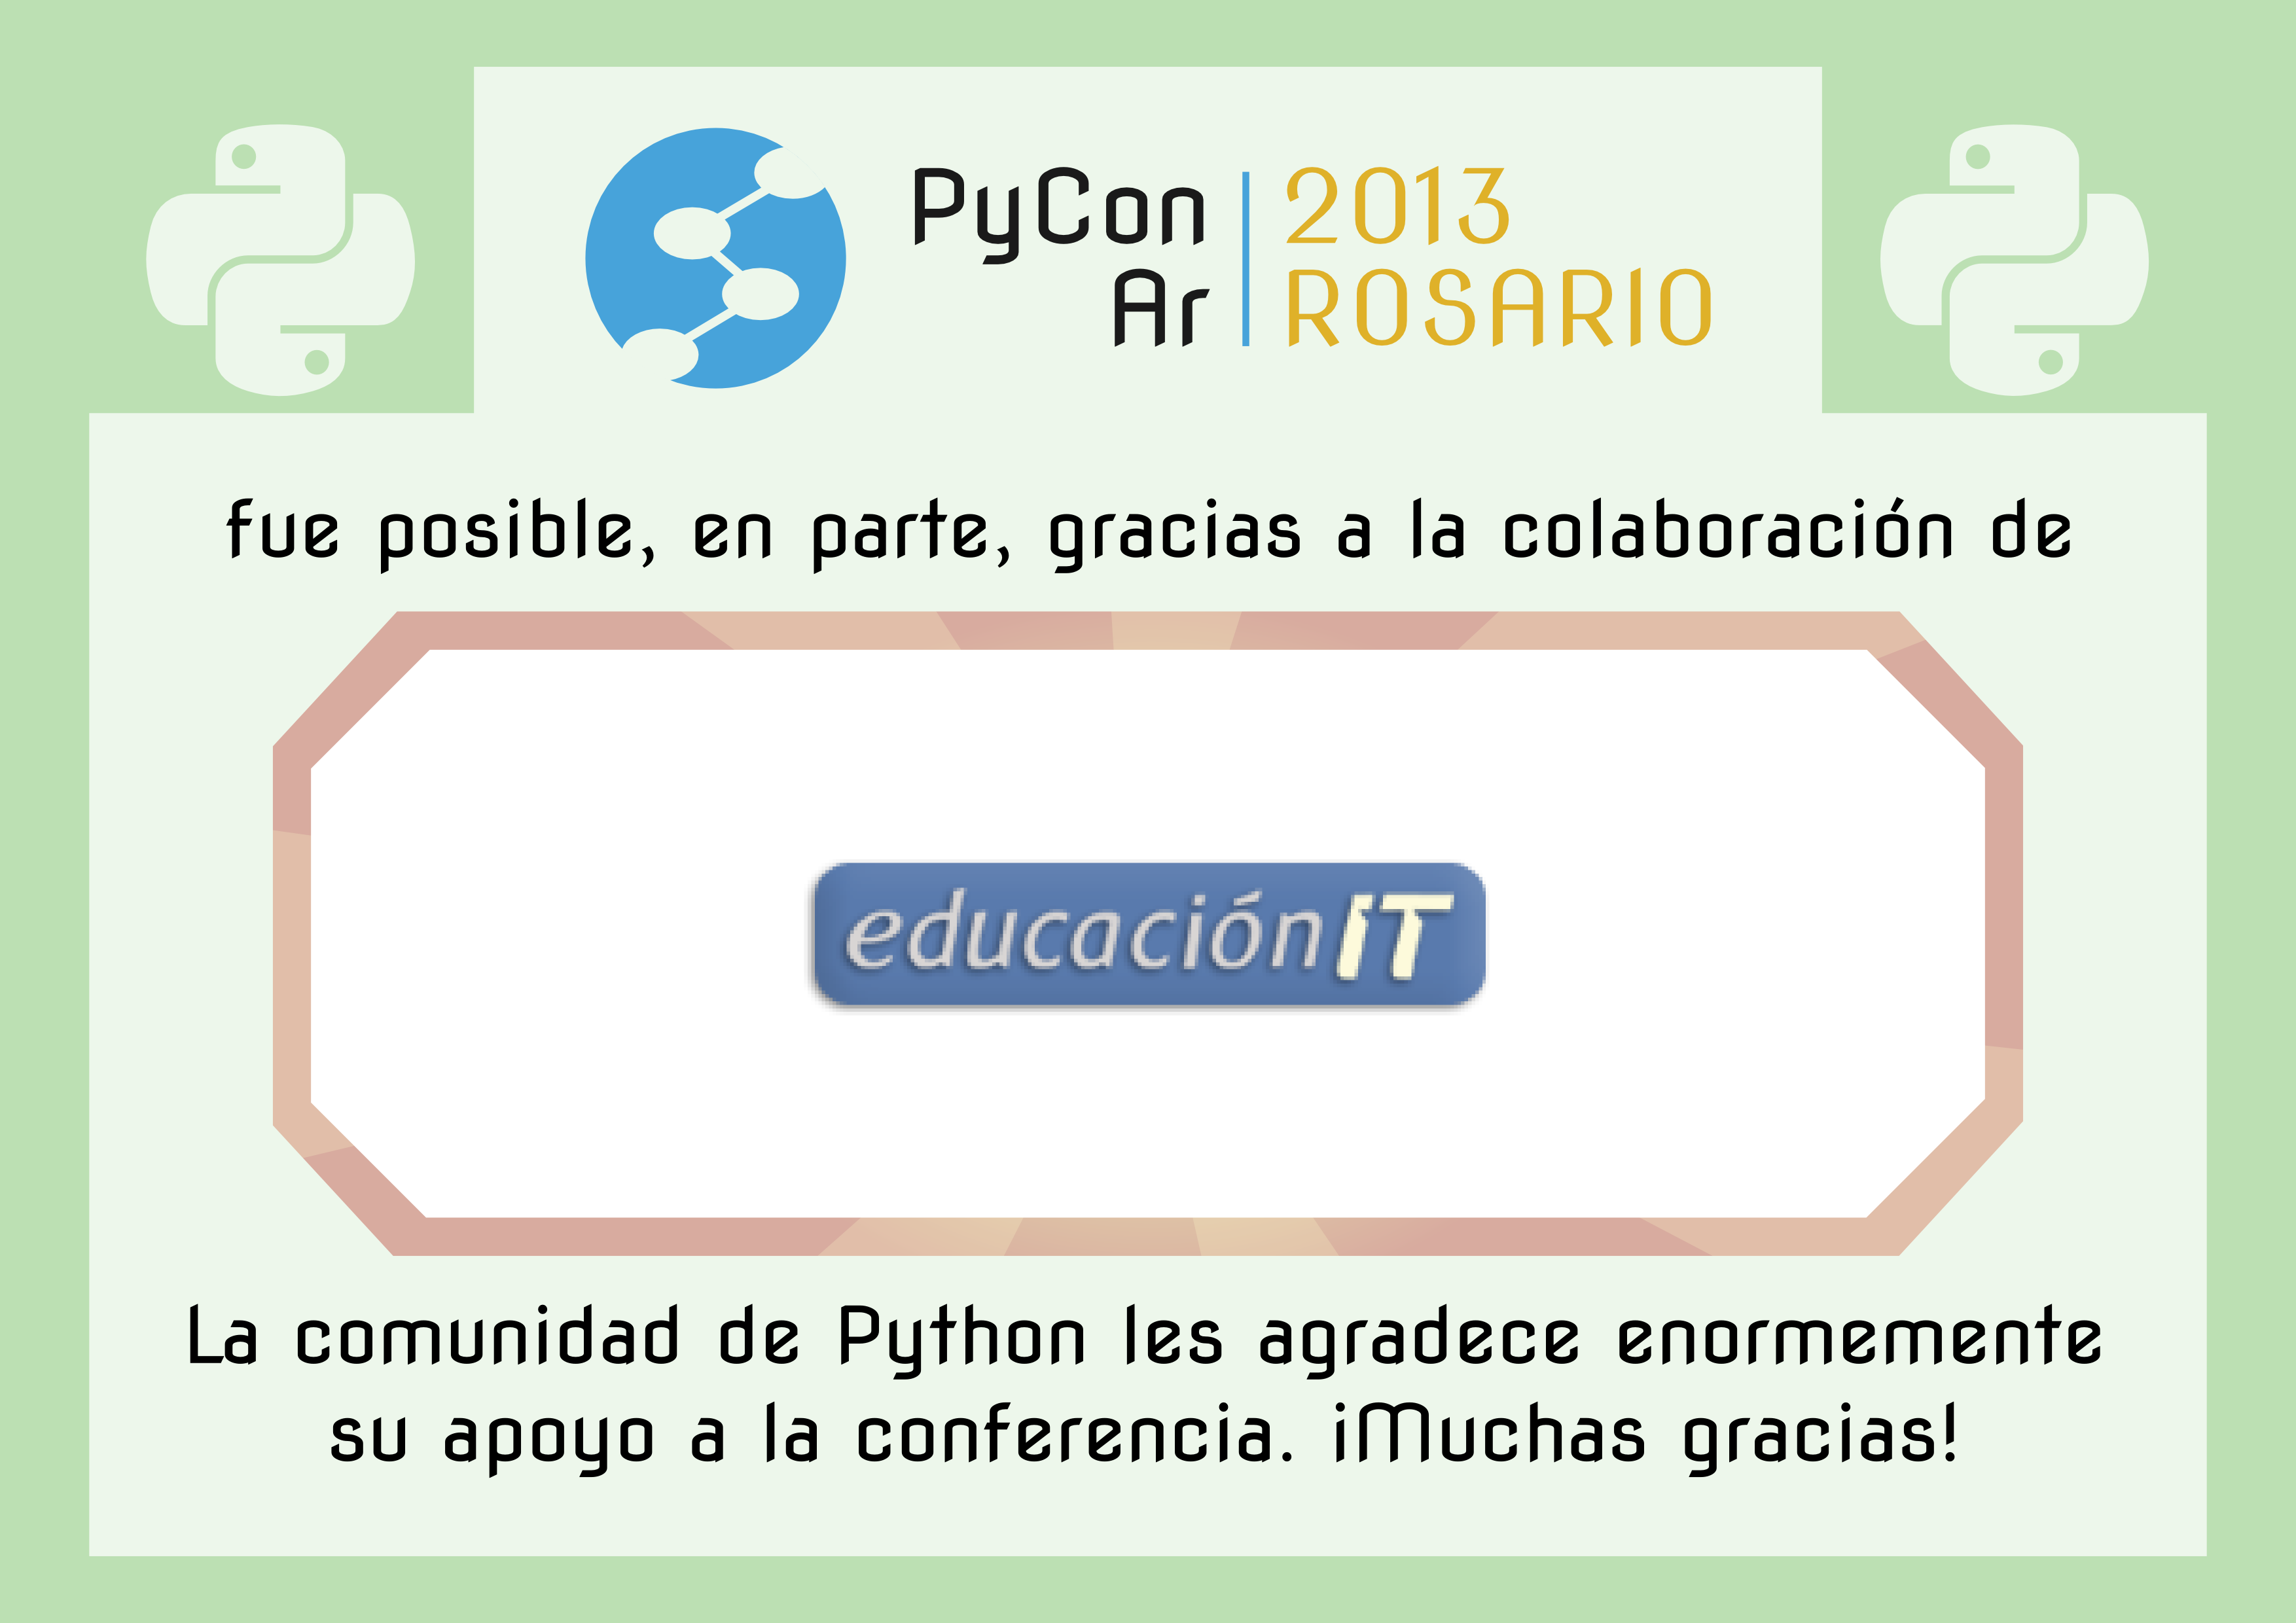 PyCon
Ar
2013
ROSARIO
fue posible, en parte, gracias a la colaboración de
educaciónIT
La comunidad de Python les agradece enormemente
su apoyo a la conferencia. ¡Muchas gracias!